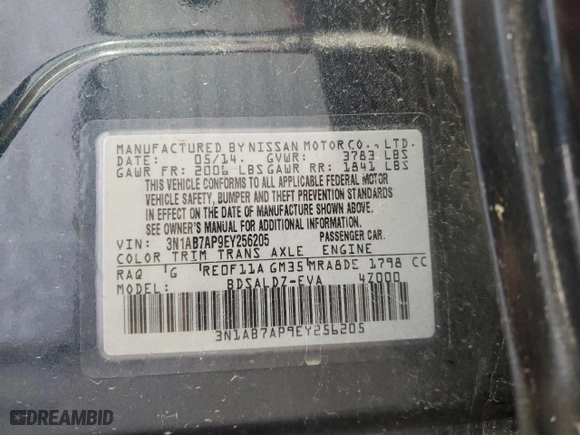 MANUFACTURED BY NISSAN MOTOR CO., LTD.
DATE: 05/14. GVWR: 3783 LBS
GAWR FR: 2006 LBS GAWR RR: 1841 LBS
THIS VEHICLE CONFORMS TO ALL APPLICABLE FEDERAL MOTOR
VEHICLE SAFETY, BUMPER AND THEFT PREVENTION STANDARDS
IN EFFECT ON THE DATE OF MANUFACTURE SHOWN ABOVE.
SEE OWNER'S MANUAL FOR ADDITIONAL INFORMATION.
VIN: 3N1AB7AP9EY256205 PASSENGER CAR.
COLOR TRIM TRANS AXLE ENGINE
RAQ G RE0F11A GM35 MRA8DE 1798 CC
BDSALDZ-EVA 4Z000
3N1AB7AP9EY256205
DREAMBID